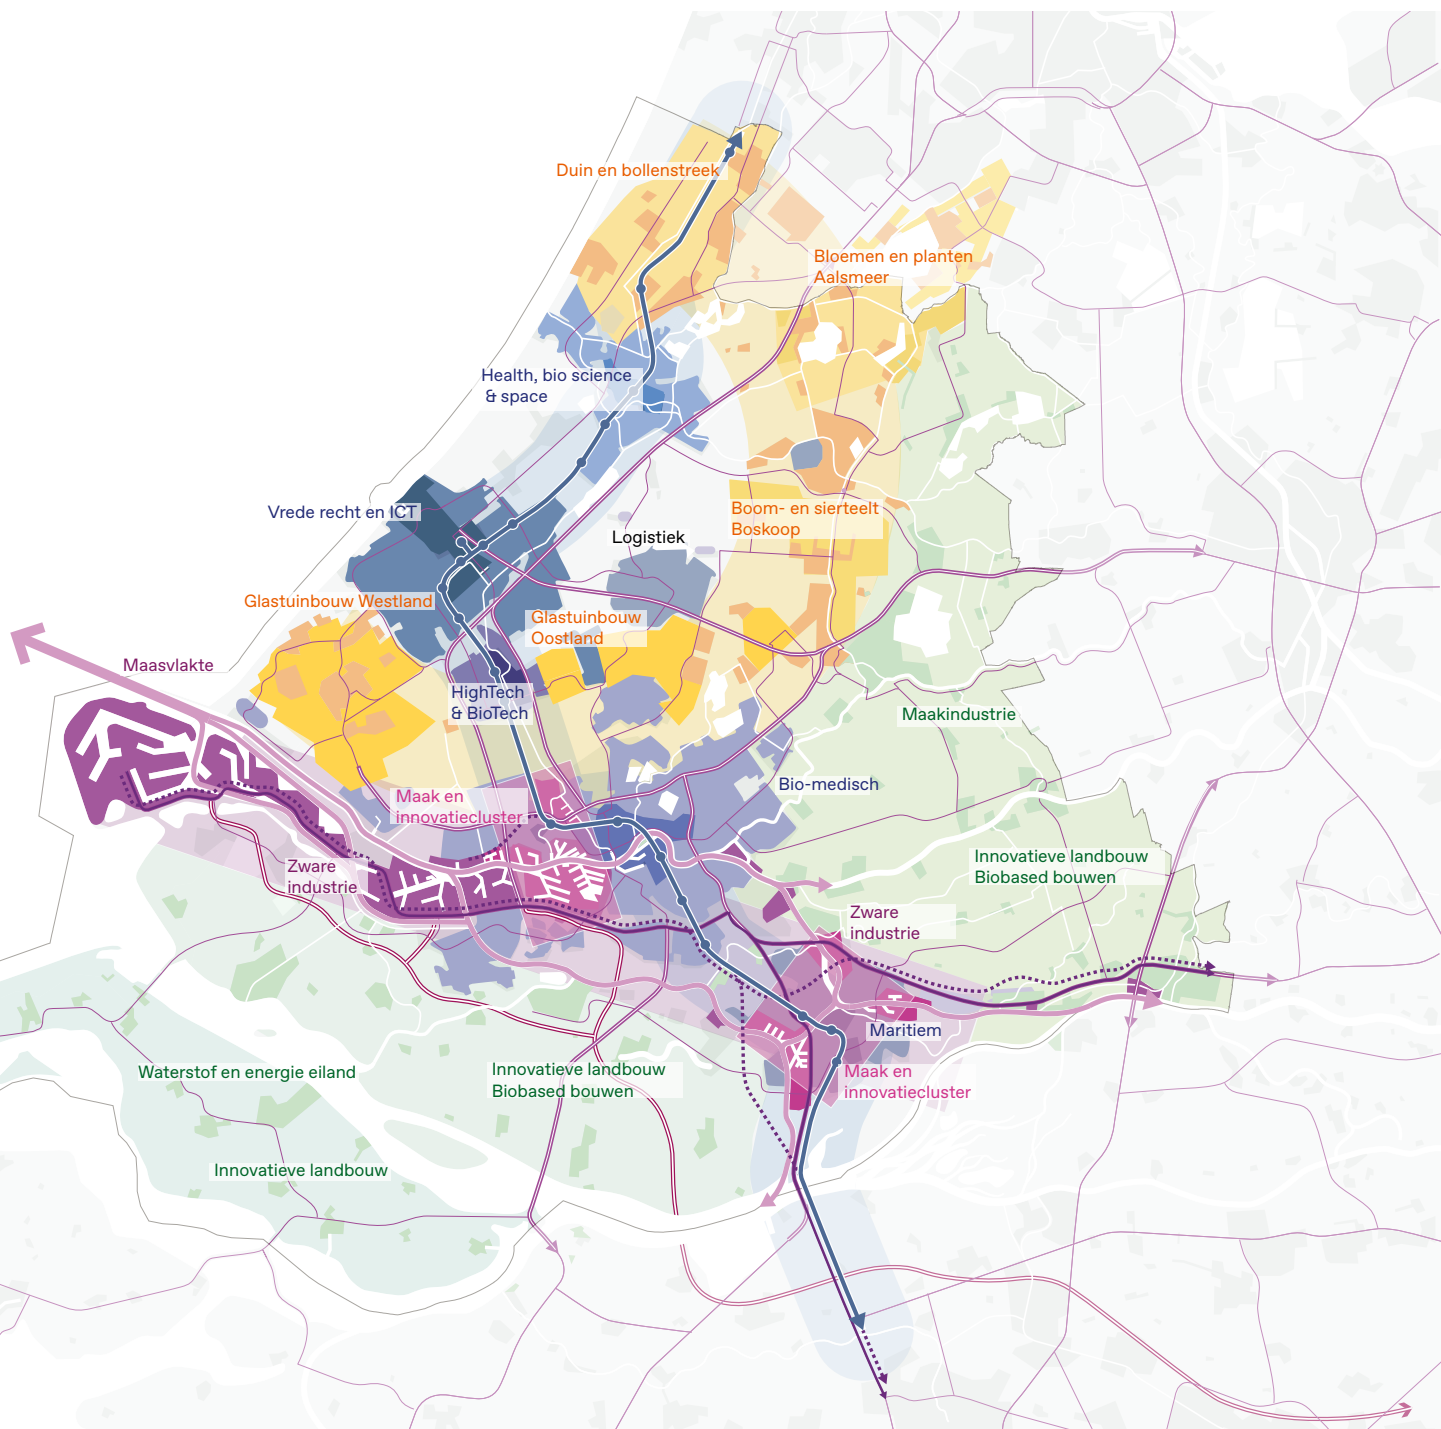 Duin en bollenstreek
Bloemen en planten
Aalsmeer
Health, bio science
& space
Vrede recht en ICT
Boom- en sierteelt
Boskoop
Logistiek
Glastuinbouw Westland
Glastuinbouw
Oostland
Maasvlakte
HighTech
& BioTech
Maakindustrie
Bio-medisch
Maak en
innovatiecluster
Innovatieve landbouw
Biobased bouwen
Zware
industrie
Zware
industrie
Maritiem
Waterstof en energie eiland
Innovatieve landbouw
Biobased bouwen
Maak en
innovatiecluster
Innovatieve landbouw